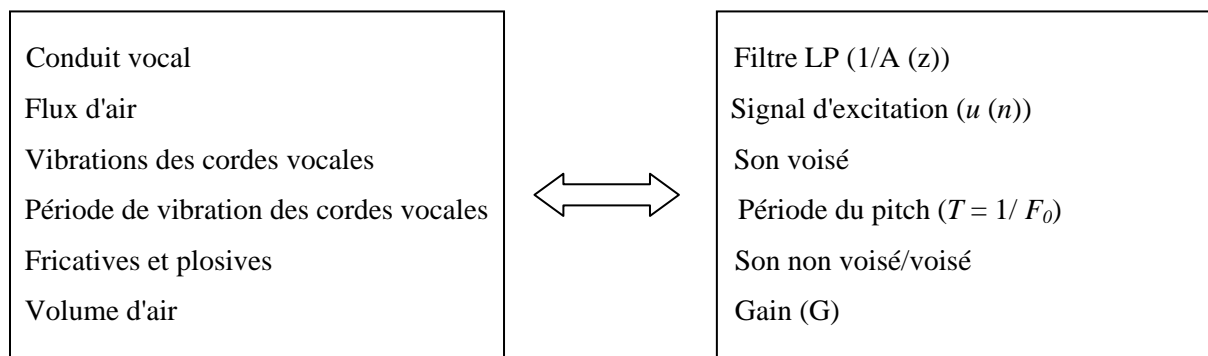 Conduit vocal
Flux d'air
Vibrations des cordes vocales
Période de vibration des cordes vocales
Fricatives et plosives
Volume d'air
Filtre LP (1/A (z))
Signal d'excitation (u (n))
Son voisé
Période du pitch (T = 1/ F0)
Son non voisé/voisé
Gain (G)